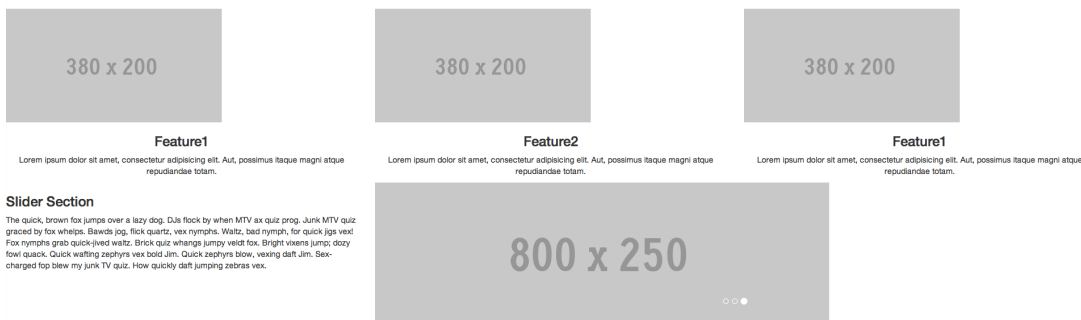 380 x 200
380 x 200
380 x 200
Feature1
Lorem ipsum dolor sit amet, consectetur adipisicing elit. Aut, possimus itaque magni atque
repudiandae totam.
Feature2
Lorem ipsum dolor sit amet, consectetur adipisicing elit. Aut, possimus itaque magni atque
repudiandae totam.
Feature1
Lorem ipsum dolor sit amet, consectetur adipisicing elit. Aut, possimus itaque magni atque
repudiandae totam.
Slider Section
The quick, brown fox jumps over a lazy dog. DJs flock by when MTV ax quiz prog. Junk MTV quiz
graced by fox whelps. Bawds jog, flick quartz, vex nymphs. Waltz, bad nymph, for quick jigs vex!
Fox nymphs grab quick-jived waltz. Brick quiz whangs jumpy veldt fox. Bright vixens jump; dozy
fowl quack. Quick wafting zephyrs vex bold Jim. Quick zephyrs blow, vexing daft Jim. Sex-
charged fop blew my junk TV quiz. How quickly daft jumping zebras vex.
800 x 250